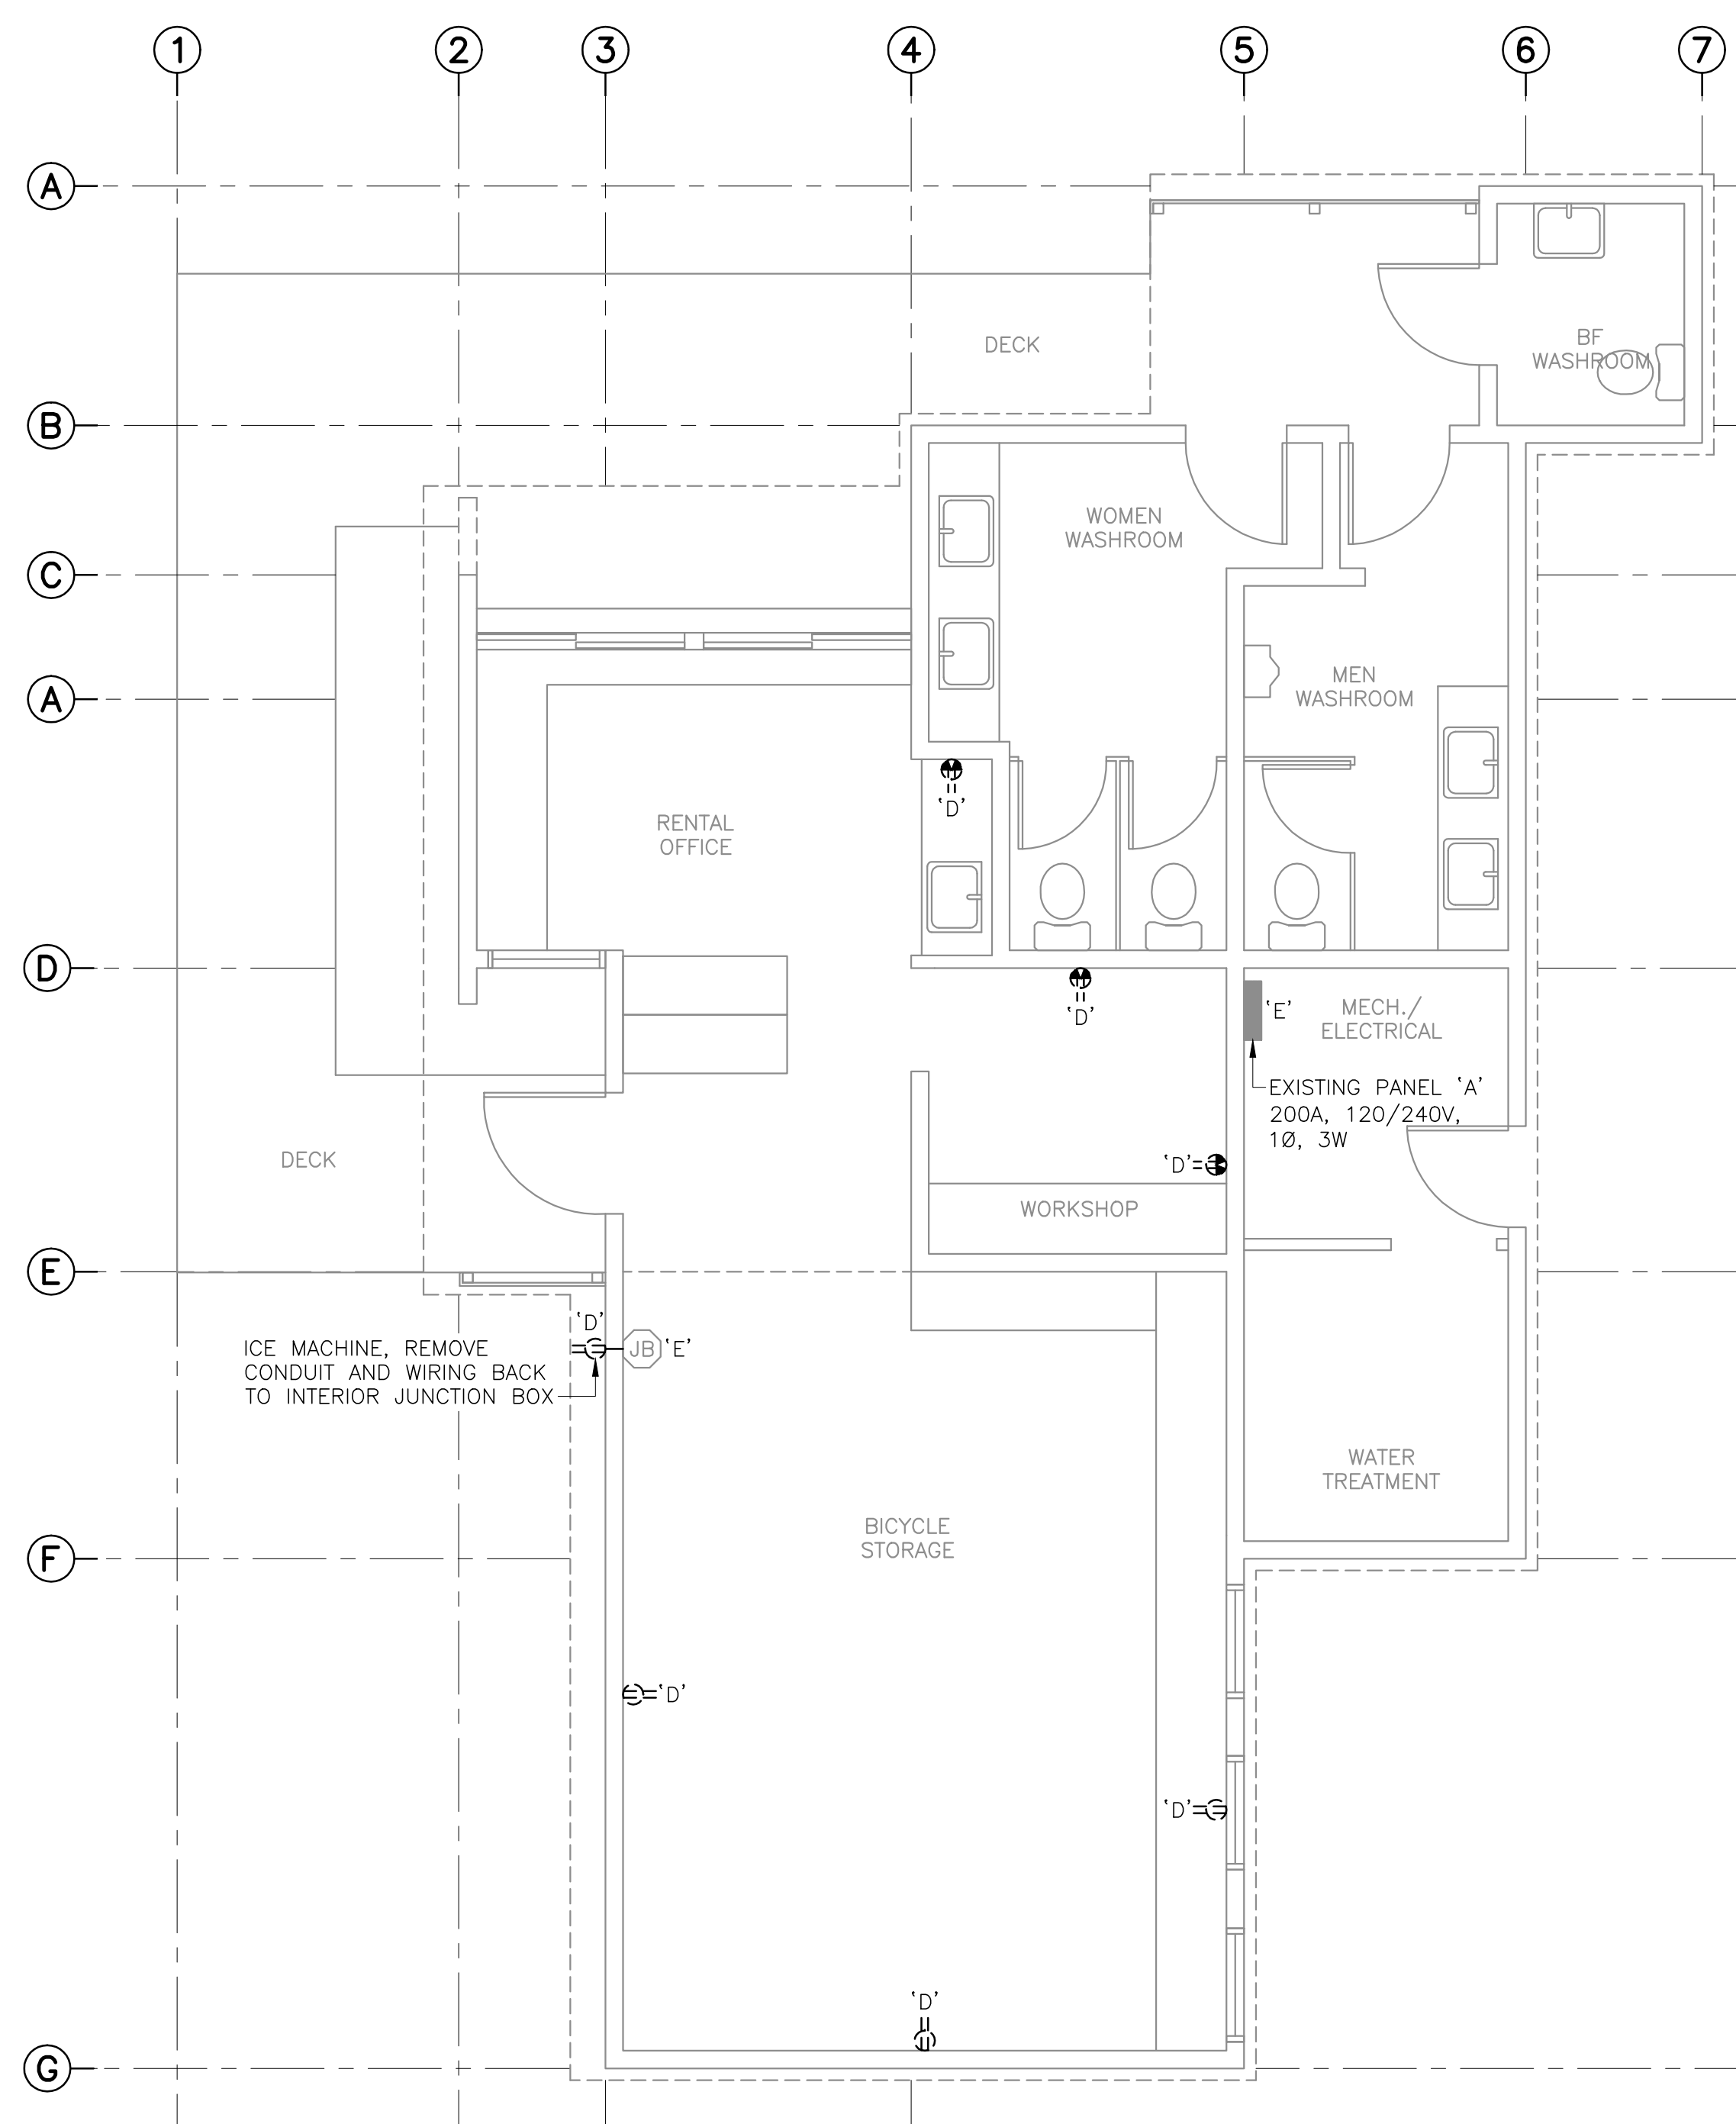 1 2 3 4 5 6 7
A
DECK
BF
WASHROOM
B
WOMEN
WASHROOM
C
MEN
WASHROOM
A
‘D’
RENTAL
OFFICE
D
‘D’
‘E’
MECH./
ELECTRICAL
EXISTING PANEL ‘A’
200A, 120/240V,
1Ø, 3W
DECK
‘D’
WORKSHOP
E
‘D’
ICE MACHINE, REMOVE
CONDUIT AND WIRING BACK
TO INTERIOR JUNCTION BOX
JB ‘E’
WATER
TREATMENT
BICYCLE
STORAGE
F
‘D’
‘D’
‘D’
G